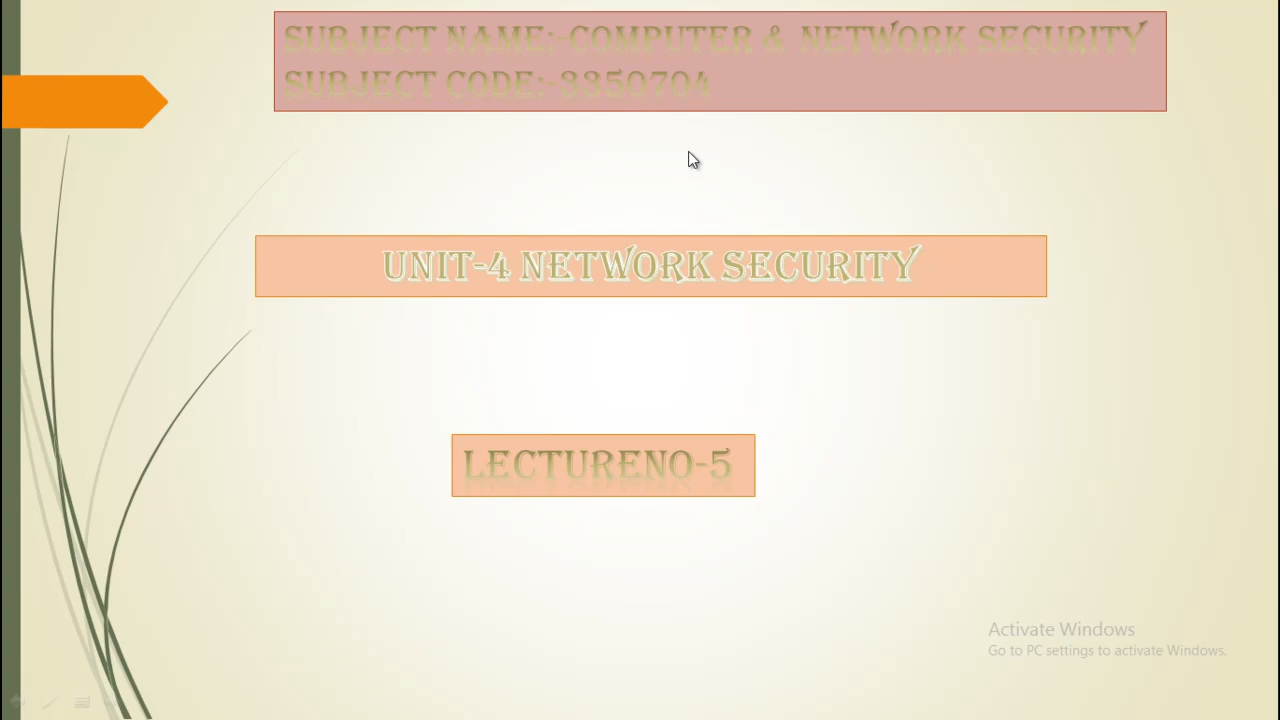 SUBJECT NAME:-COMPUTER & NETWORK SECURITY
SUBJECT CODE:-3350704
UNIT-4 NETWORK SECURITY
LECTURENO-5
Activate Windows
Go to PC settings to activate Windows.